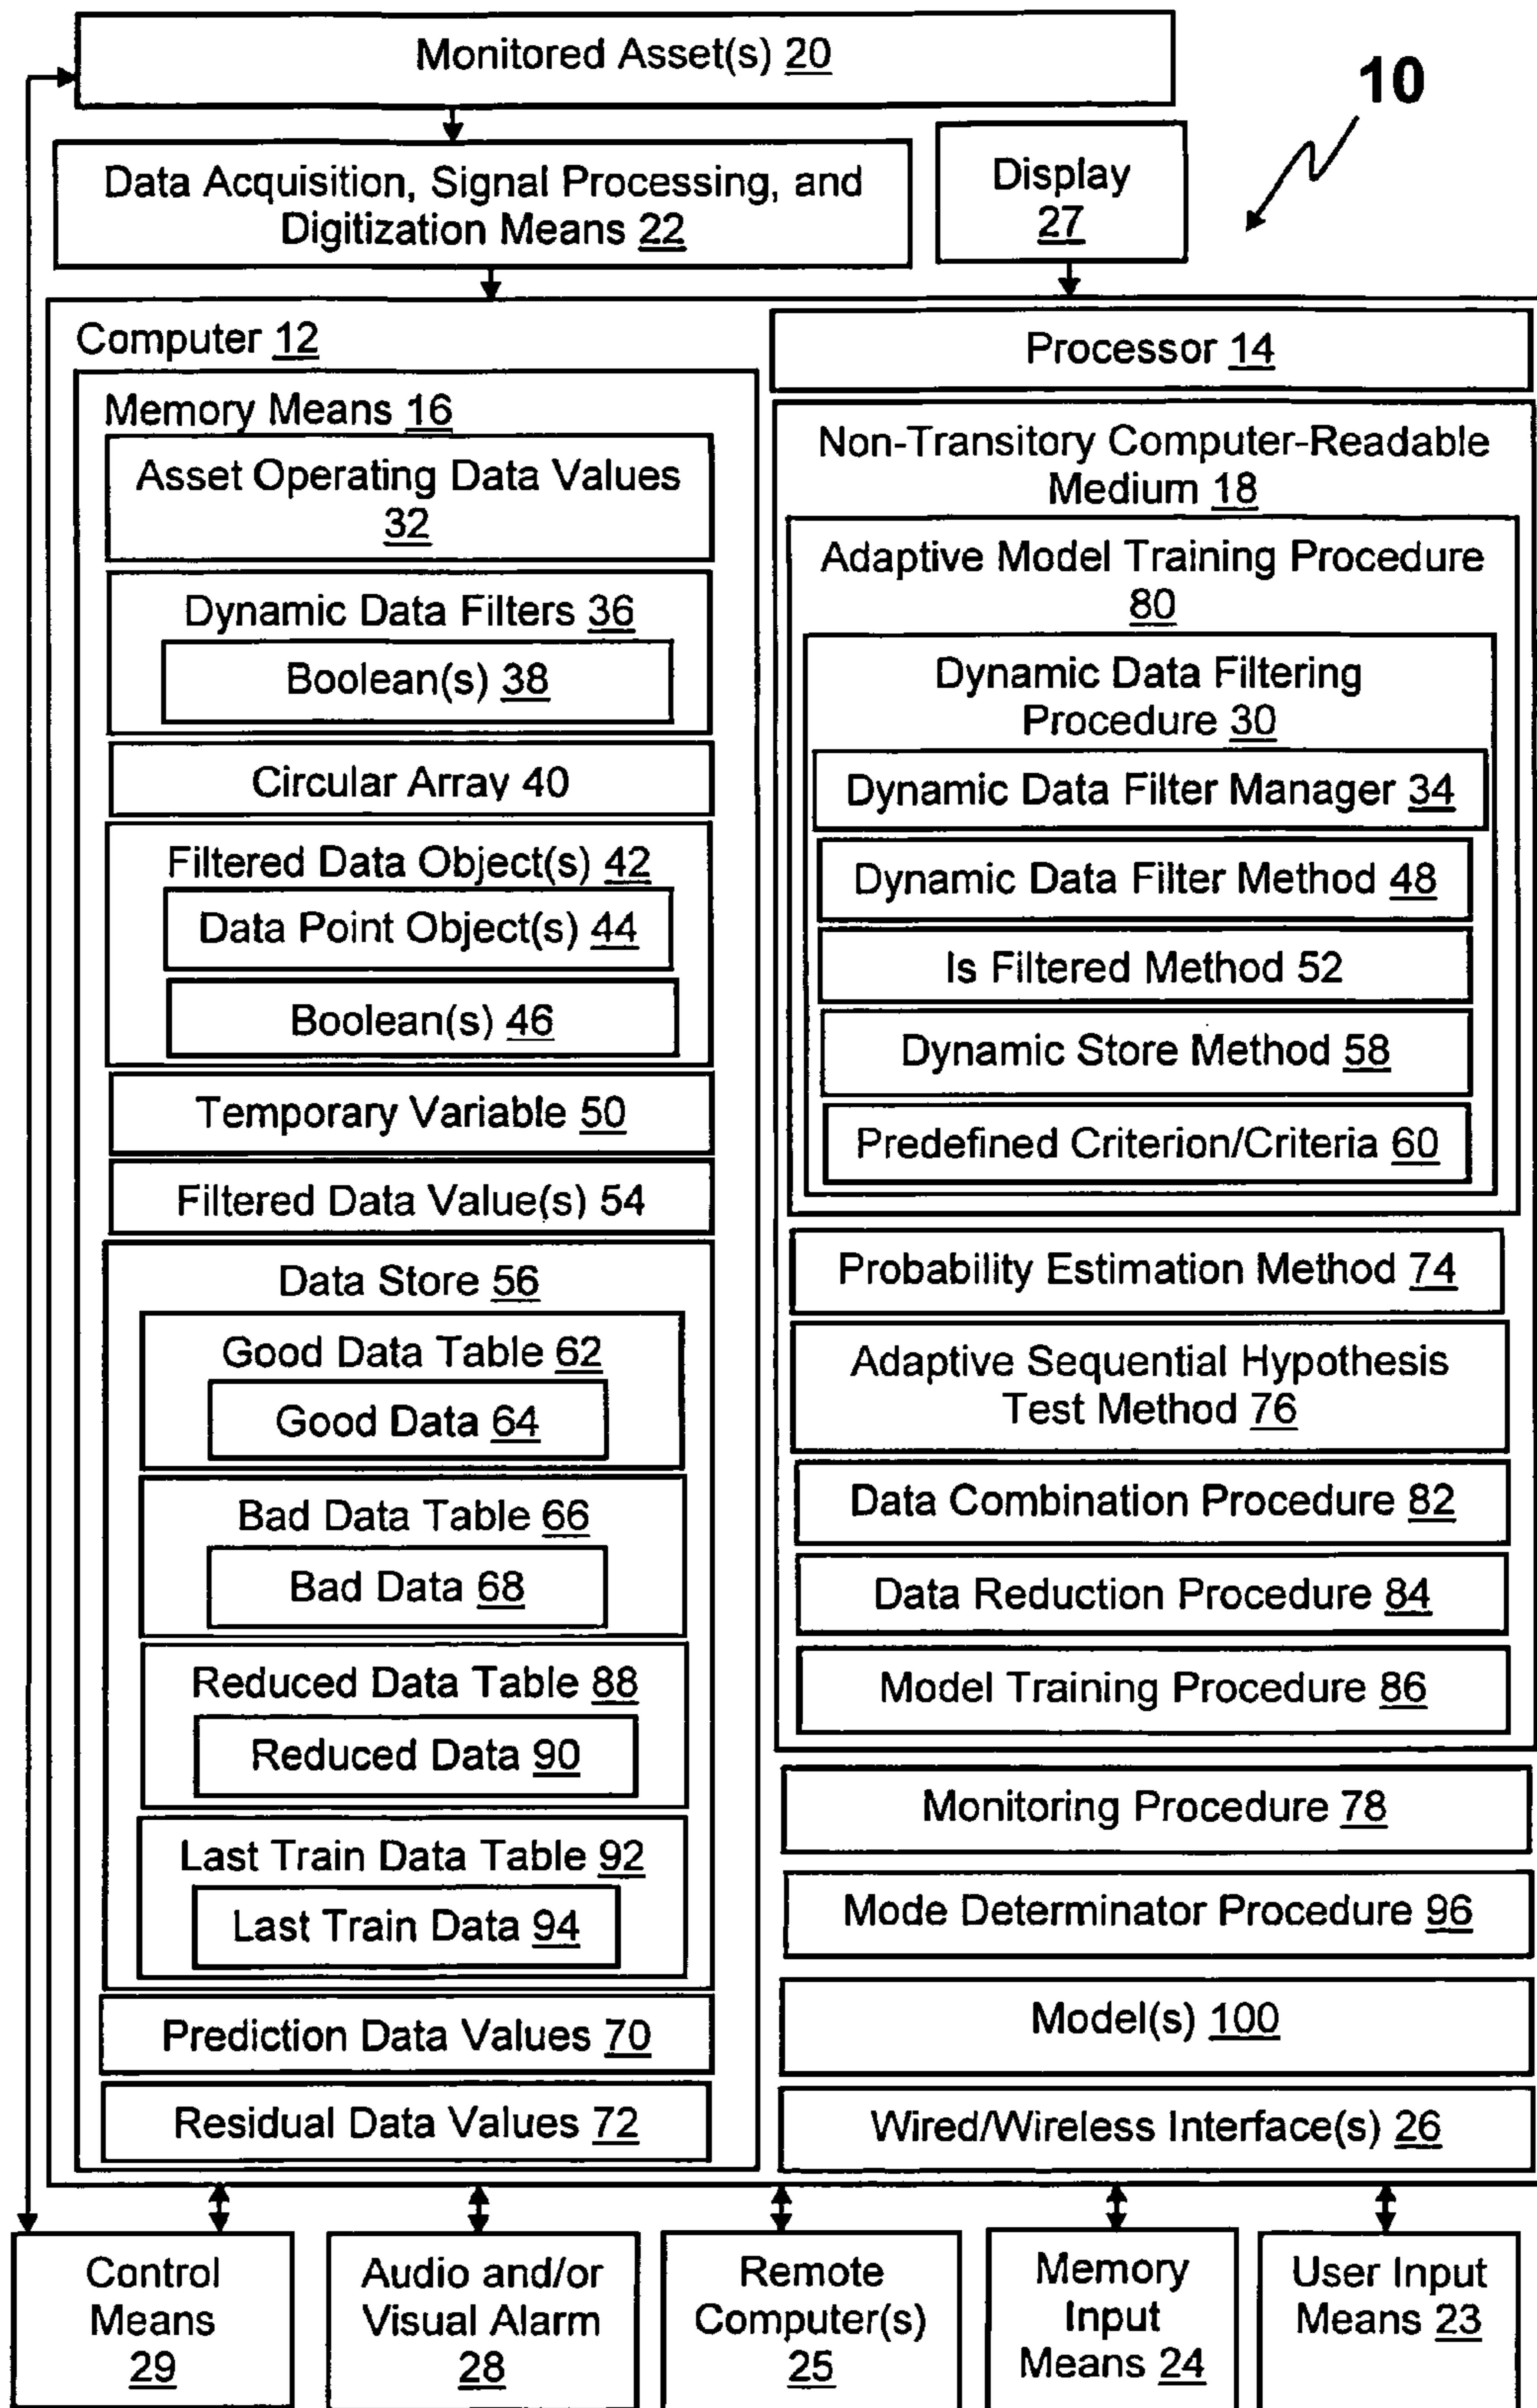 Monitored Asset(s) 20
10
Data Acquisition, Signal Processing, and
Digitization Means 22
Display
27
Computer 12
Memory Means 16
Asset Operating Data Values
32
Dynamic Data Filters 36
Boolean(s) 38
Circular Array 40
Filtered Data Object(s) 42
Data Point Object(s) 44
Boolean(s) 46
Temporary Variable 50
Filtered Data Value(s) 54
Data Store 56
Good Data Table 62
Good Data 64
Bad Data Table 66
Bad Data 68
Reduced Data Table 88
Reduced Data 90
Last Train Data Table 92
Last Train Data 94
Prediction Data Values 70
Residual Data Values 72
Processor 14
Non-Transitory Computer-Readable
Medium 18
Adaptive Model Training Procedure
80
Dynamic Data Filtering
Procedure 30
Dynamic Data Filter Manager 34
Dynamic Data Filter Method 48
Is Filtered Method 52
Dynamic Store Method 58
Predefined Criterion/Criteria 60
Probability Estimation Method 74
Adaptive Sequential Hypothesis
Test Method 76
Data Combination Procedure 82
Data Reduction Procedure 84
Model Training Procedure 86
Monitoring Procedure 78
Mode Determinator Procedure 96
Model(s) 100
Wired/Wireless Interface(s) 26
Control
Means
29
Audio and/or
Visual Alarm
28
Remote
Computer(s)
25
Memory
Input
Means 24
User Input
Means 23